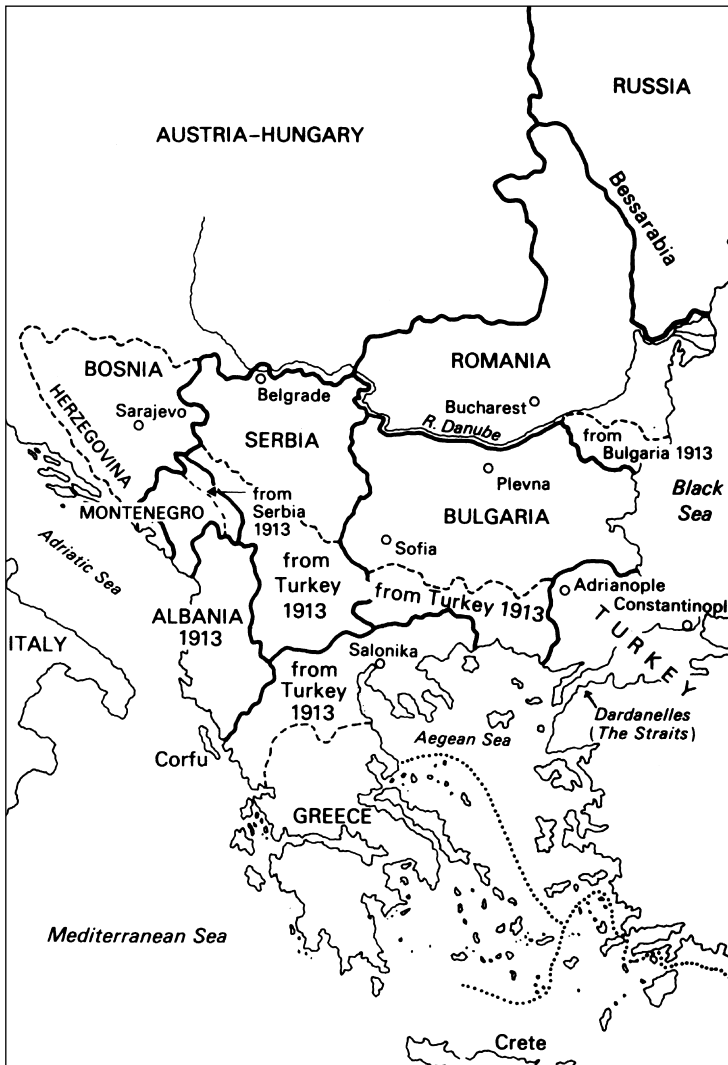 RUSSIA
AUSTRIA–HUNGARY
Bessarabia
BOSNIA
ROMANIA
HERZEGOVINA
Belgrade
Sarajevo
Bucharest
SERBIA
R. Danube
from
Bulgaria 1913
Plevna
Black
Sea
from
Serbia
1913
MONTENEGRO
BULGARIA
Sofia
Adriatic Sea
from
Turkey
1913
from Turkey 1913
Adrianople
Constantinopl
ALBANIA
1913
TURKEY
ITALY
Salonika
from
Turkey
1913
Dardanelles
(The Straits)
Aegean Sea
Corfu
GREECE
Mediterranean Sea
Crete